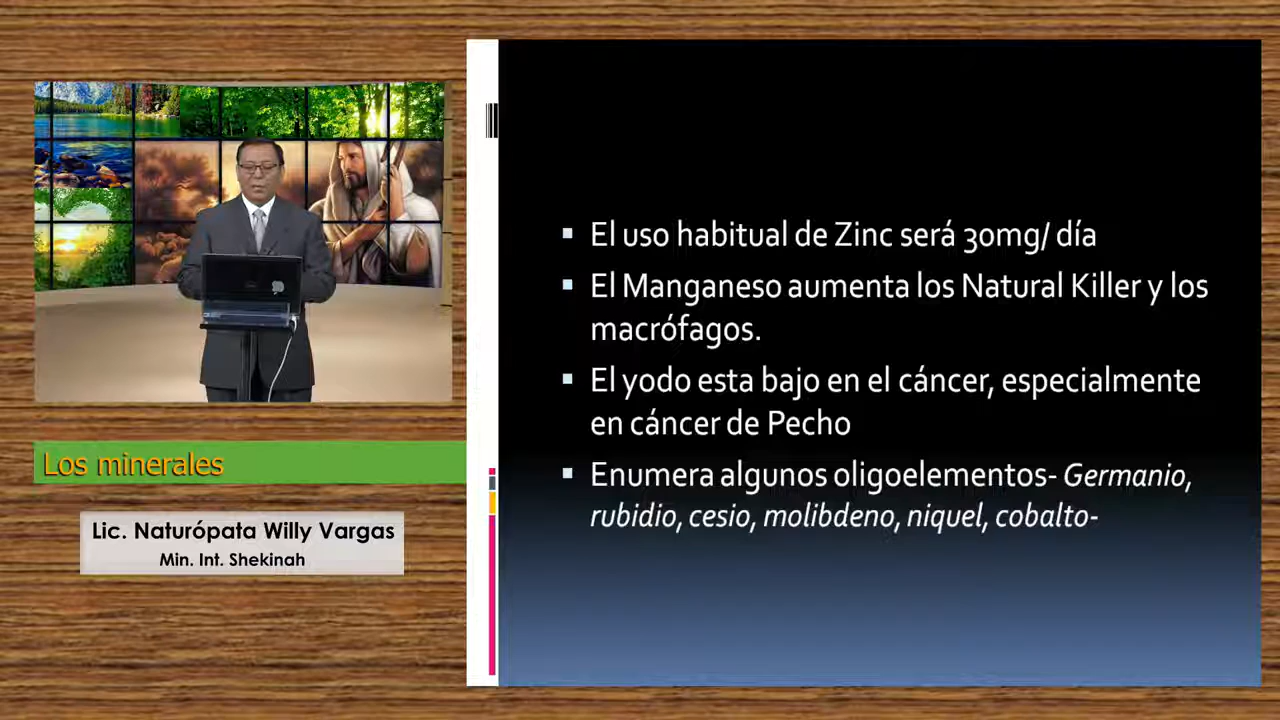 El uso habitual de Zinc será 30mg/ día
El Manganeso aumenta los Natural Killer y los
macrófagos.
El yodo esta bajo en el cáncer, especialmente
en cáncer de Pecho
Enumera algunos oligoelementos- Germanio,
rubidio, cesio, molibdeno, niquel, cobalto-
Los minerales
Lic. Naturópata Willy Vargas
Min. Int. Shekinah